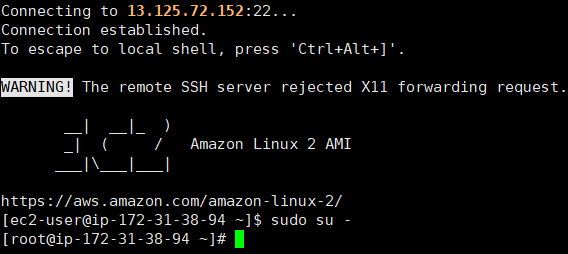 Connecting to 13.125.72.152:22...
Connection established.
To escape to local shell, press 'Ctrl+Alt+]'.
WARNING! The remote SSH server rejected X11 forwarding request.
       __|  __|_  )
       _|  (     /   Amazon Linux 2 AMI
      ___|\___|___|
https://aws.amazon.com/amazon-linux-2/
[ec2-user@ip-172-31-38-94 ~]$ sudo su -
[root@ip-172-31-38-94 ~]#